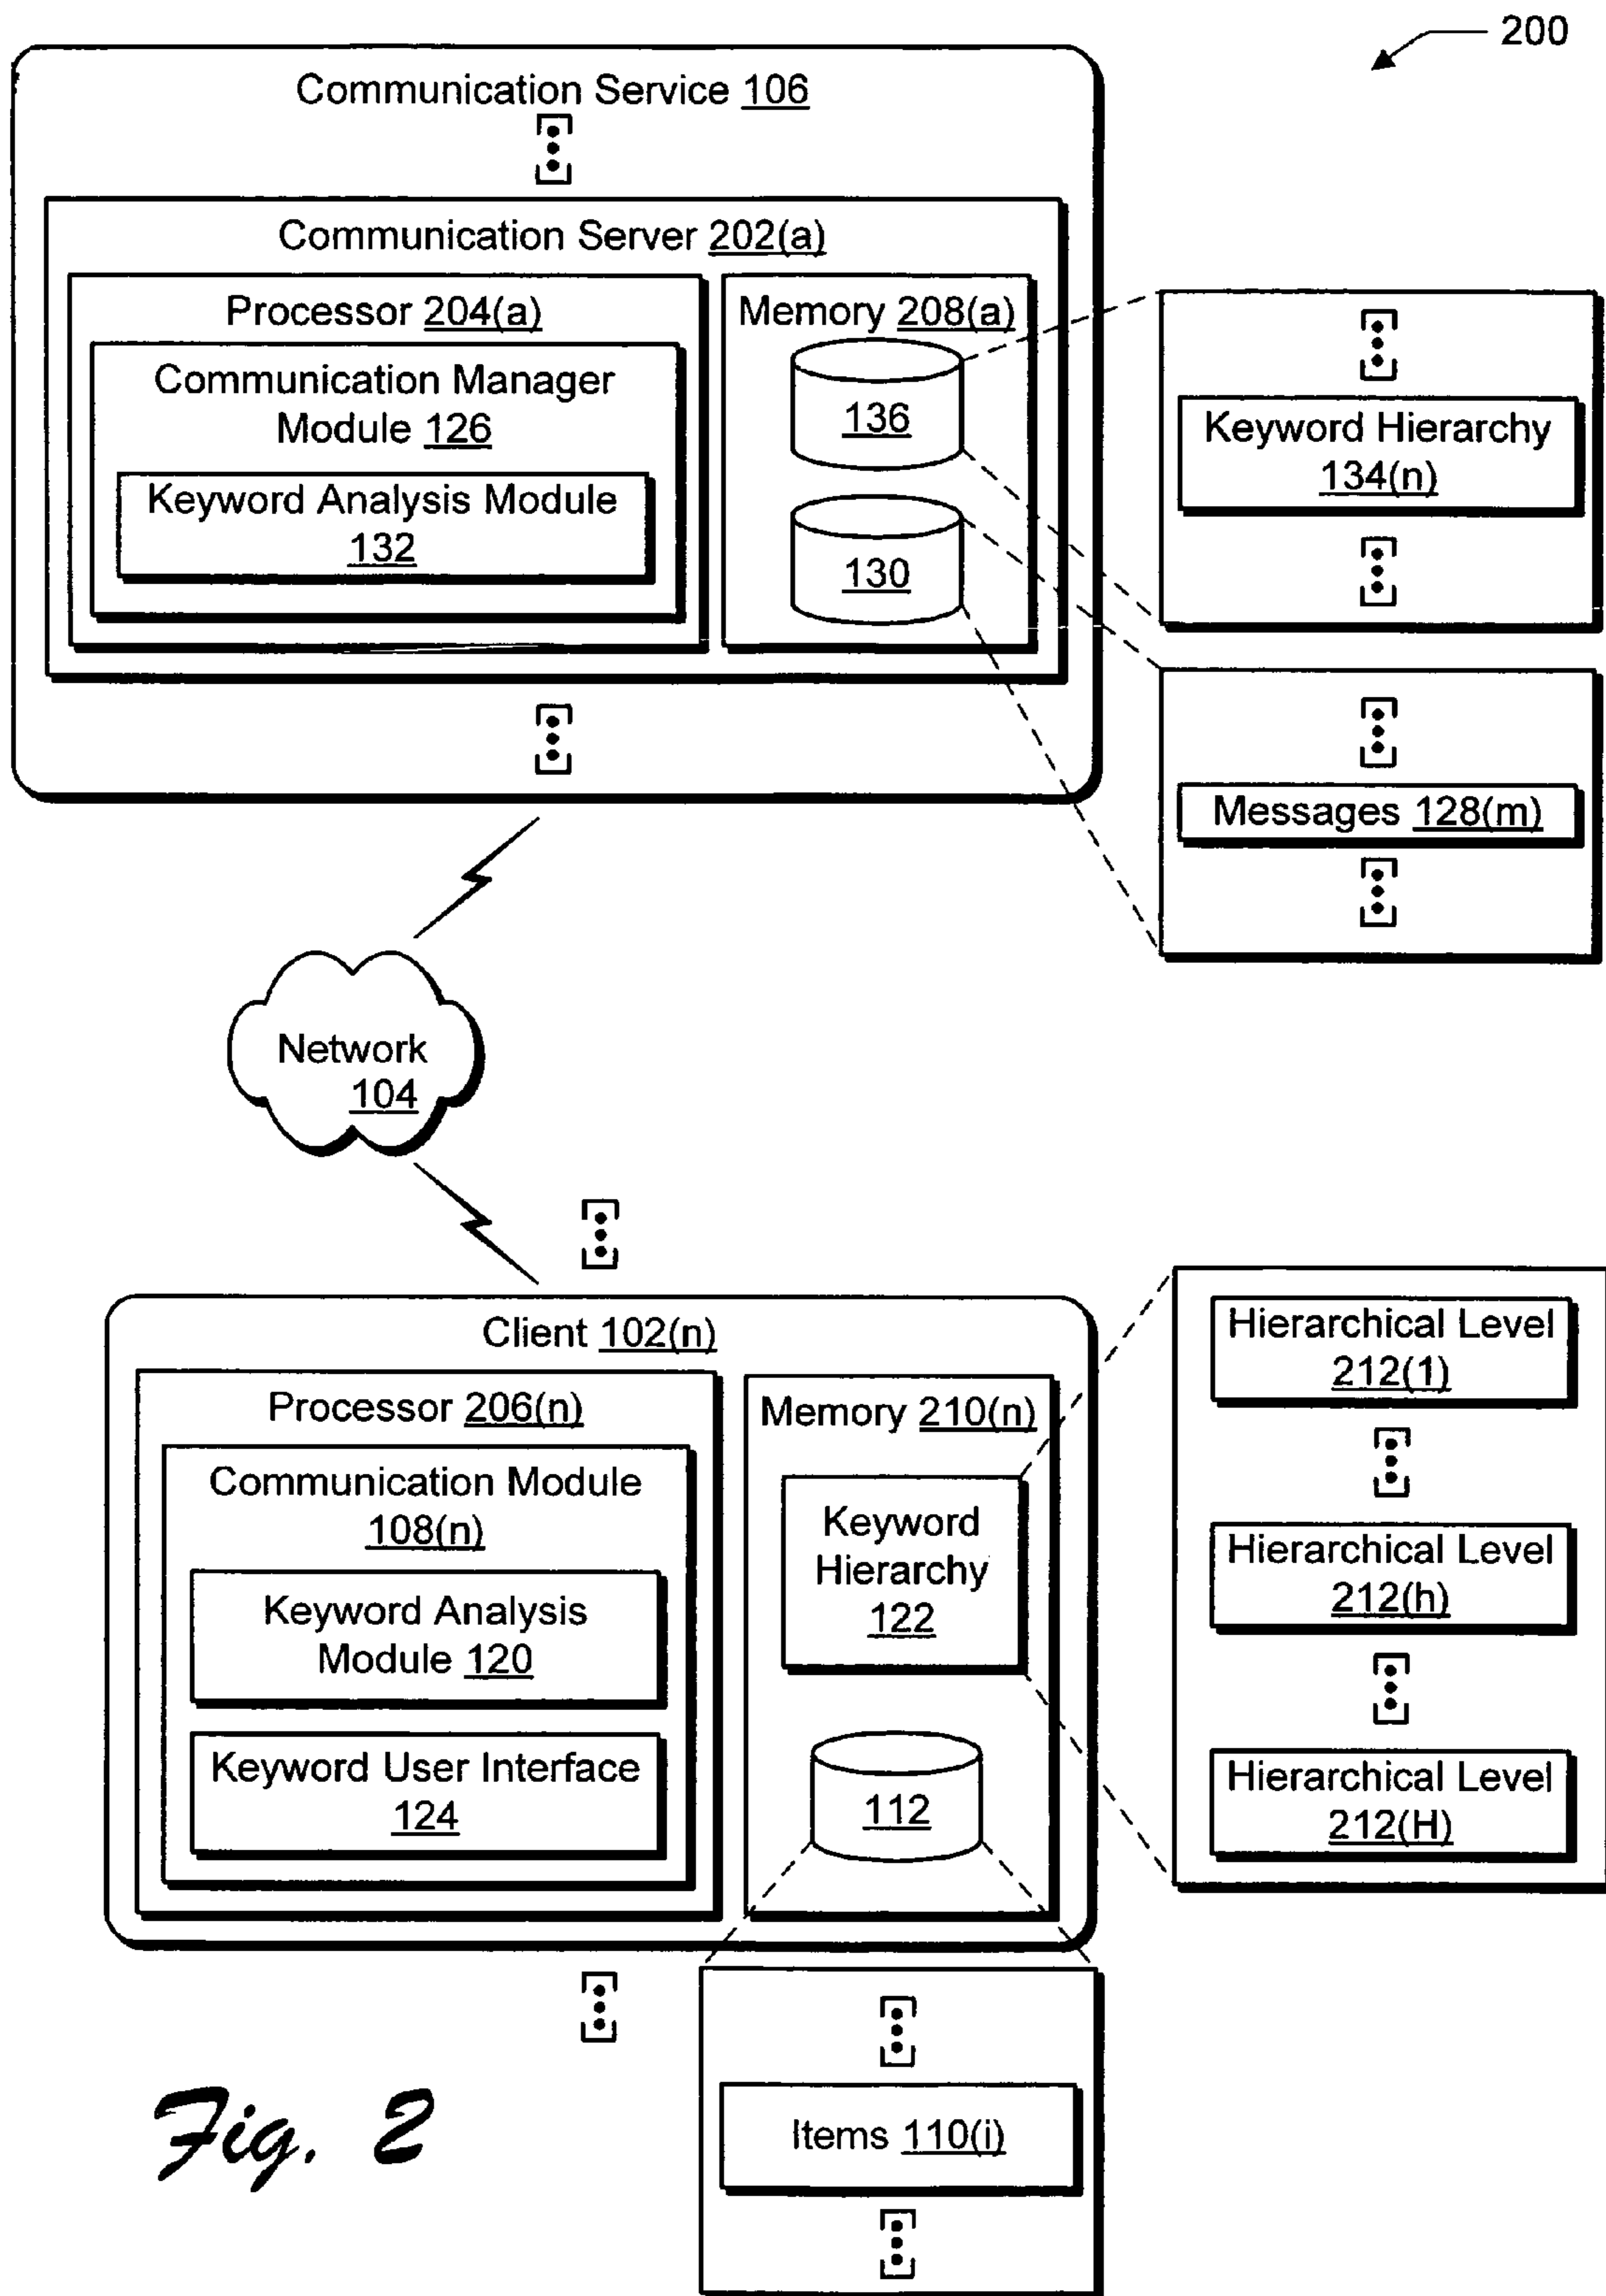 200
Communication Service 106
Communication Server 202(a)
Processor 204(a)
Communication Manager
Module 126
Keyword Analysis Module
132
Memory 208(a)
136
130
Keyword Hierarchy
134(n)
Messages 128(m)
Network
104
Client 102(n)
Processor 206(n)
Communication Module
108(n)
Keyword Analysis
Module 120
Keyword User Interface
124
Memory 210(n)
Keyword
Hierarchy
122
112
Hierarchical Level
212(1)
Hierarchical Level
212(h)
Hierarchical Level
212(H)
Items 110(i)
Fig. 2